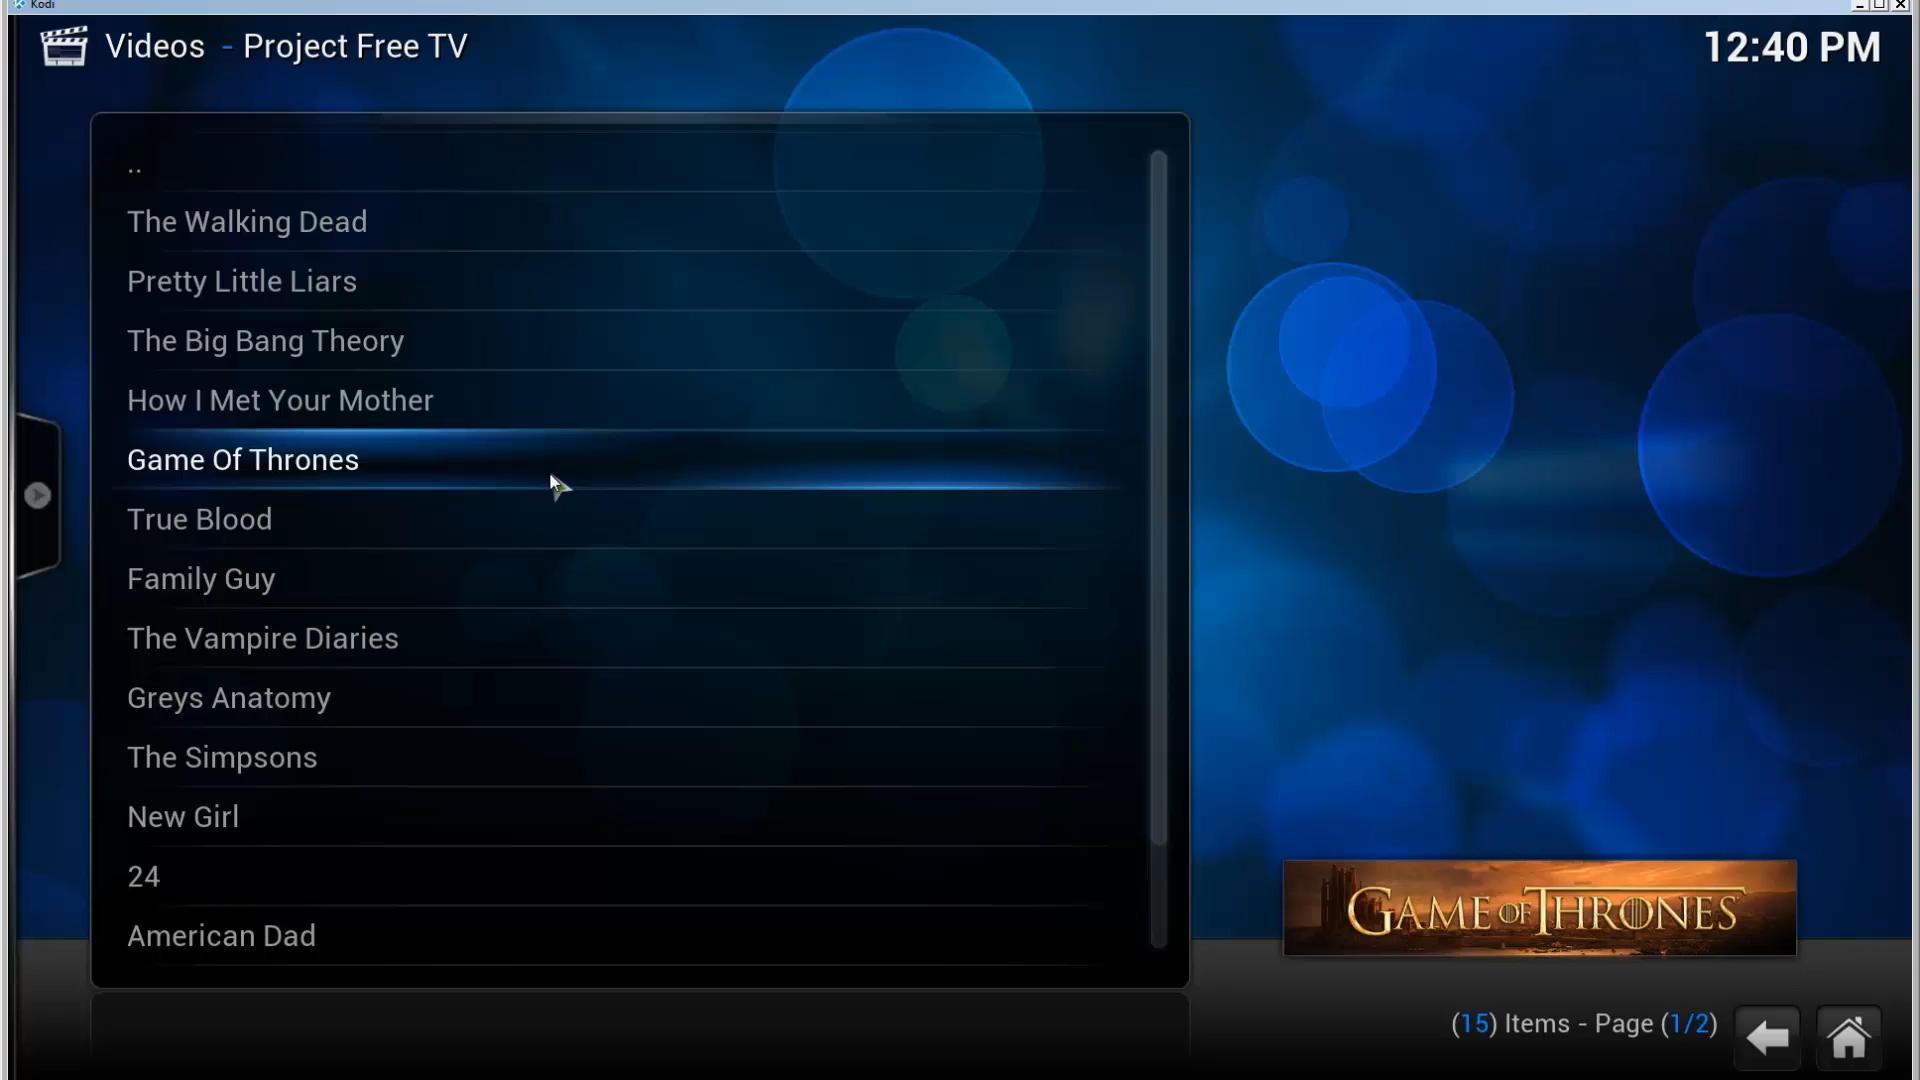 Kodi
Videos - Project Free TV
12:40 PM
..
The Walking Dead
Pretty Little Liars
The Big Bang Theory
How I Met Your Mother
Game Of Thrones
True Blood
Family Guy
The Vampire Diaries
Greys Anatomy
The Simpsons
New Girl
24
American Dad
GAME OF THRONES
(15) Items - Page (1/2)